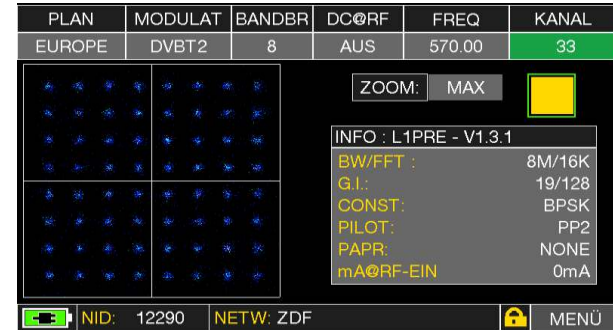 PLAN MODULAT BANDBR DC@RF FREQ KANAL
EUROPE DVBT2 8 AUS 570.00 33
ZOOM: MAX
INFO : L1PRE - V1.3.1
BW/FFT : 8M/16K
G.I.: 19/128
CONST: BPSK
PILOT: PP2
PAPR: NONE
mA@RF-EIN 0mA
NID: 12290 NETW: ZDF MENÜ